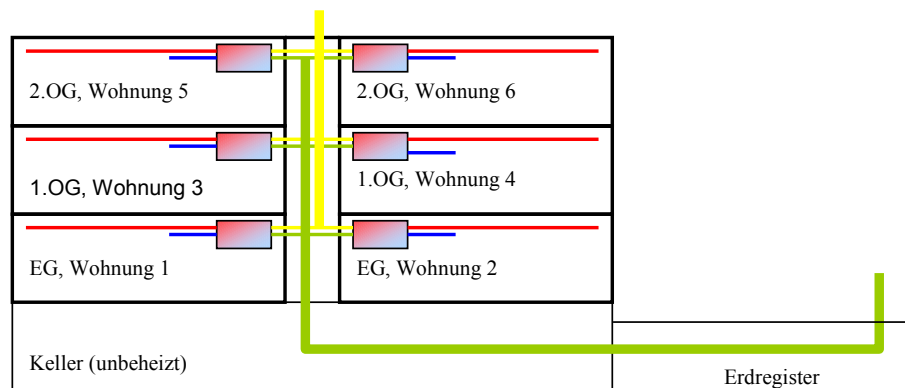 2.OG, Wohnung 5
2.OG, Wohnung 6
1.OG, Wohnung 3
1.OG, Wohnung 4
EG, Wohnung 1
EG, Wohnung 2
Keller (unbeheizt)
Erdregister